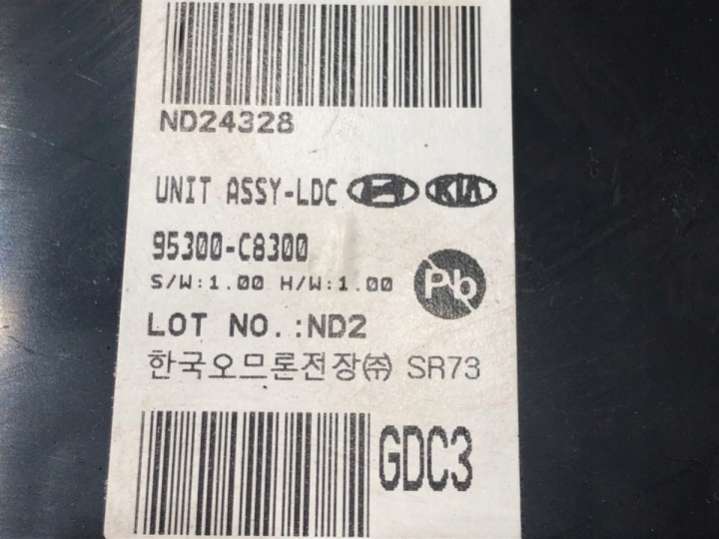 ND24328
UNIT ASSY-LDC KIA
95300-C8300
S/W:1.00 H/W:1.00 Pb
LOT NO.:ND2
한국오므론전장㈜ SR73
GDC3